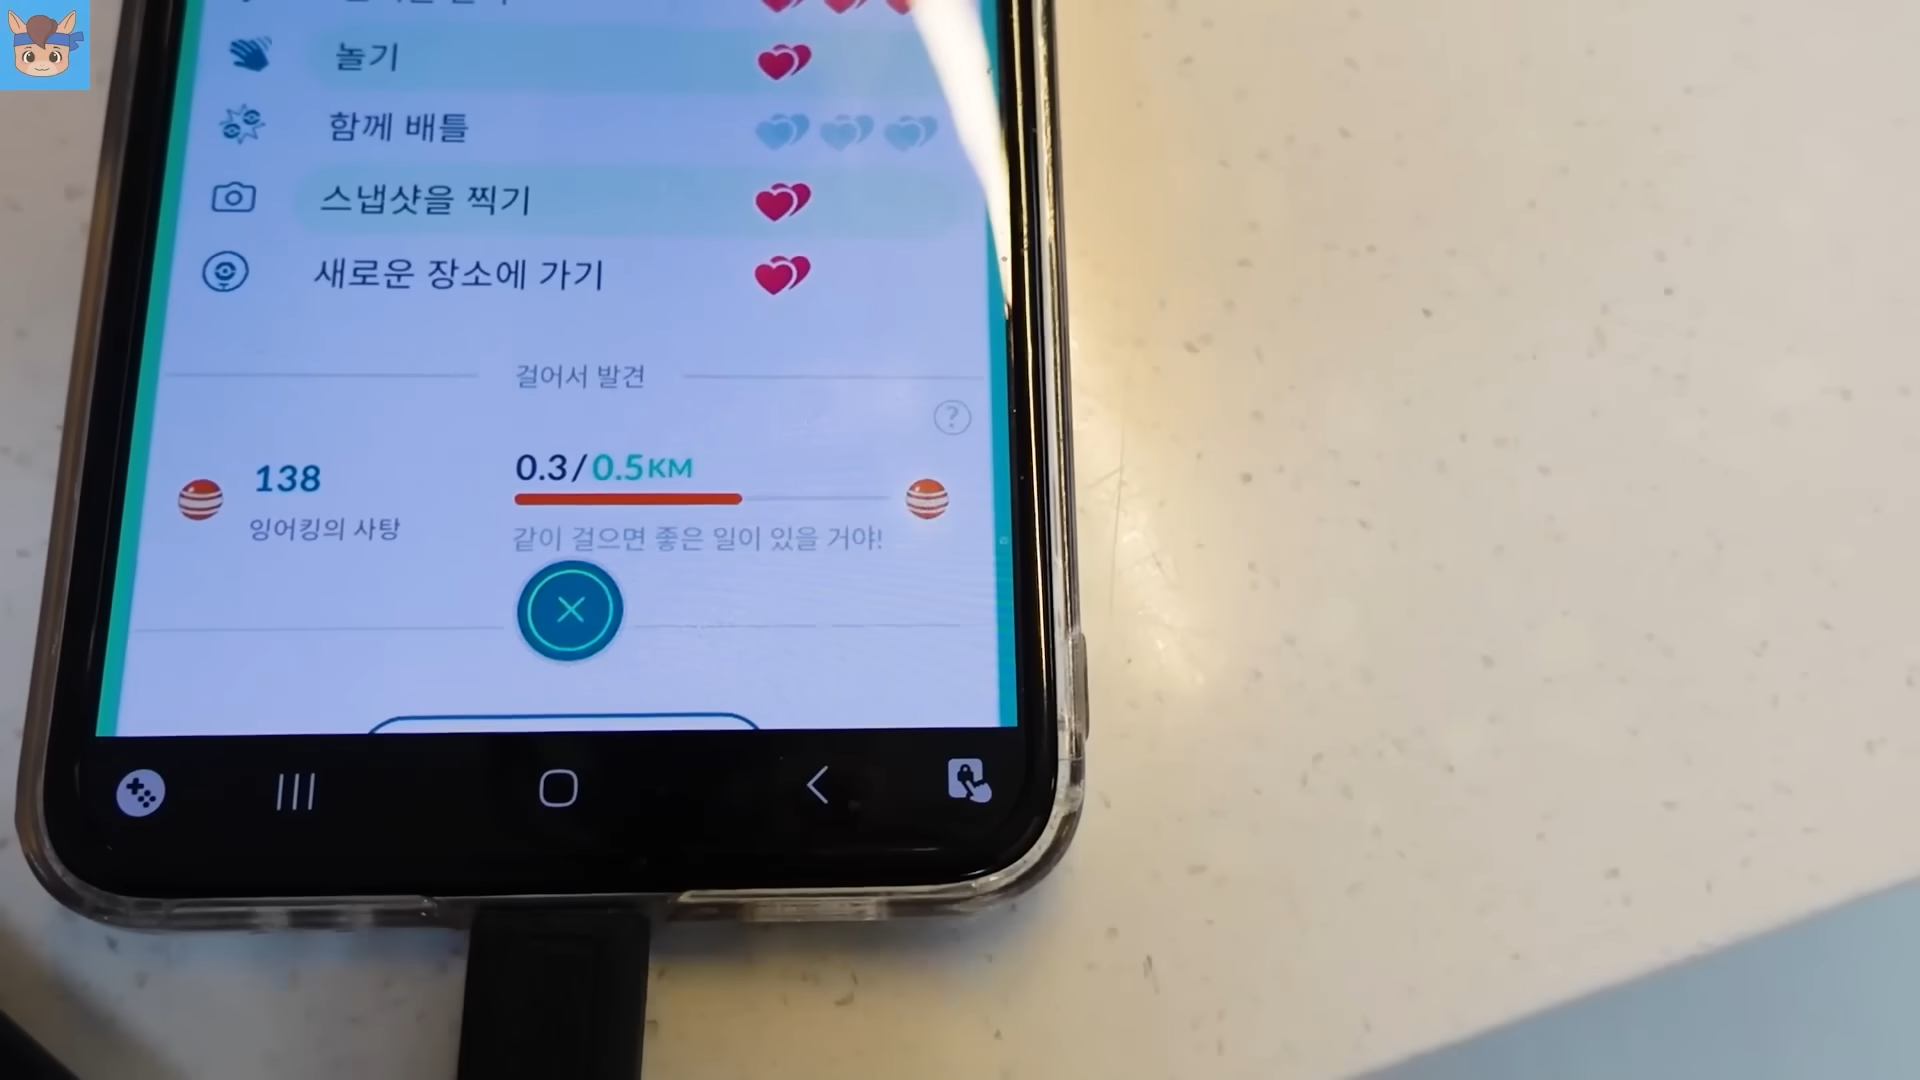 놀기
함께 배틀
스냅샷을 찍기
새로운 장소에 가기
걸어서 발견
?
138
잉어킹의 사탕
0.3/0.5KM
같이 걸으면 좋은 일이 있을 거야!